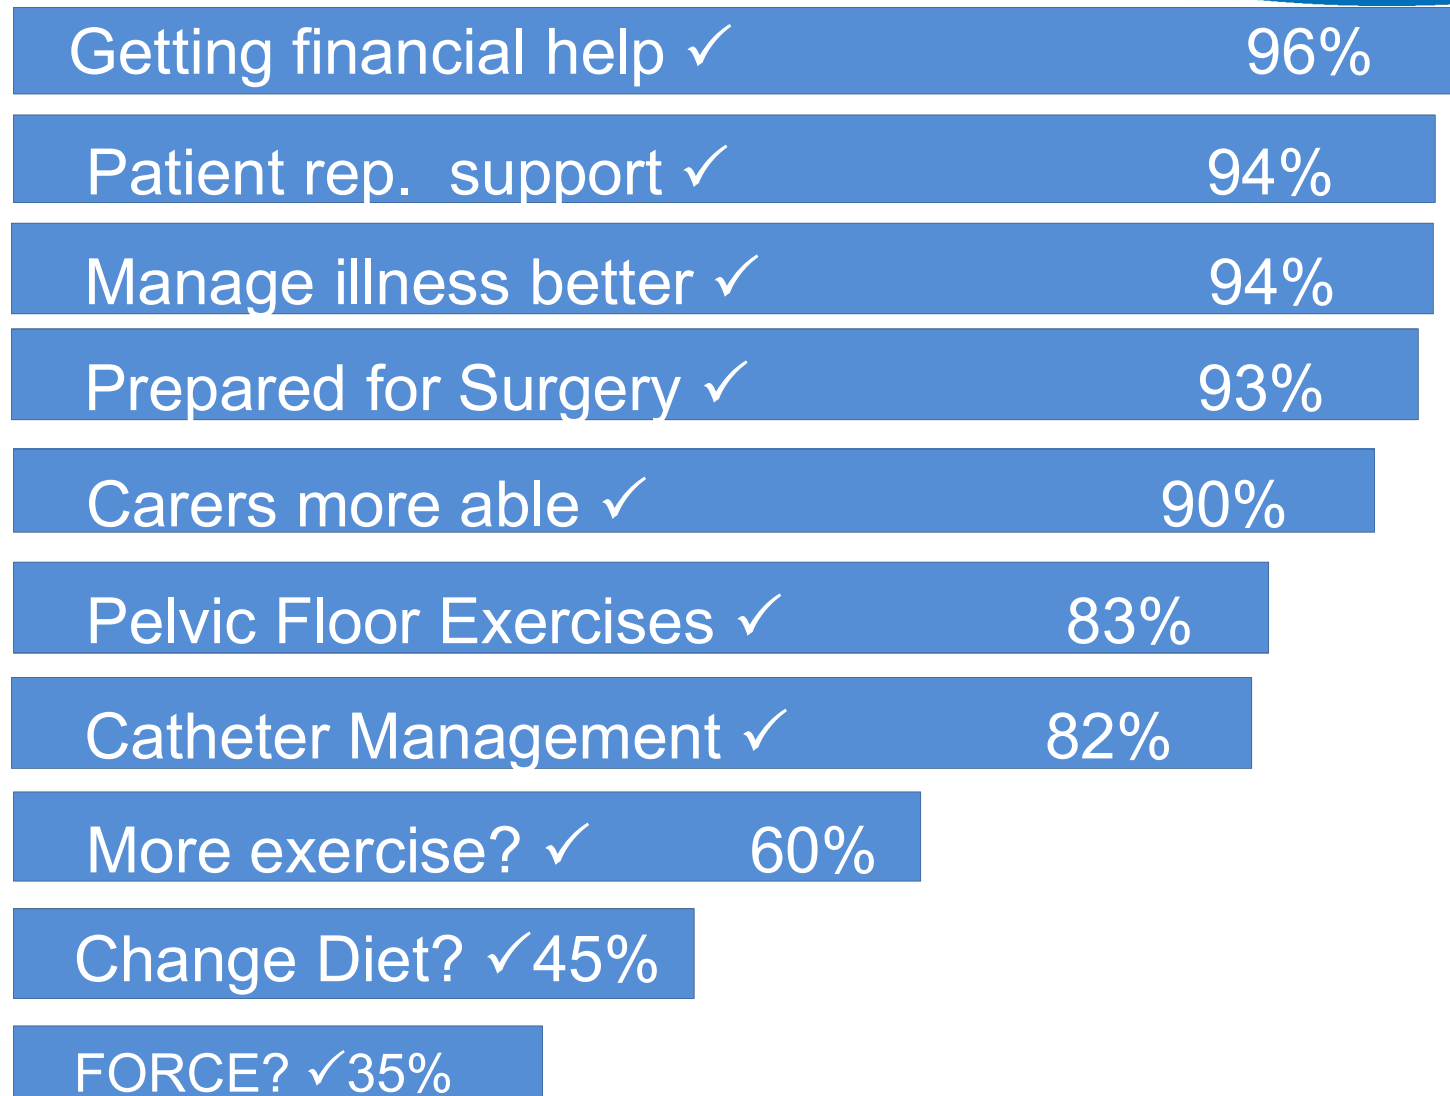 Getting financial help ✓ 96%
Patient rep. support ✓ 94%
Manage illness better ✓ 94%
Prepared for Surgery ✓ 93%
Carers more able ✓ 90%
Pelvic Floor Exercises ✓ 83%
Catheter Management ✓ 82%
More exercise? ✓ 60%
Change Diet? ✓45%
FORCE? ✓35%